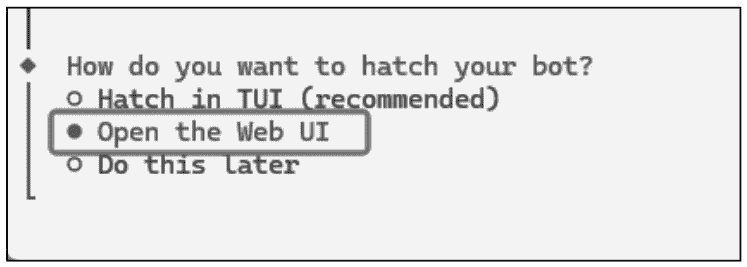 How do you want to hatch your bot?
Hatch in TUI (recommended)
Open the Web UI
Do this later